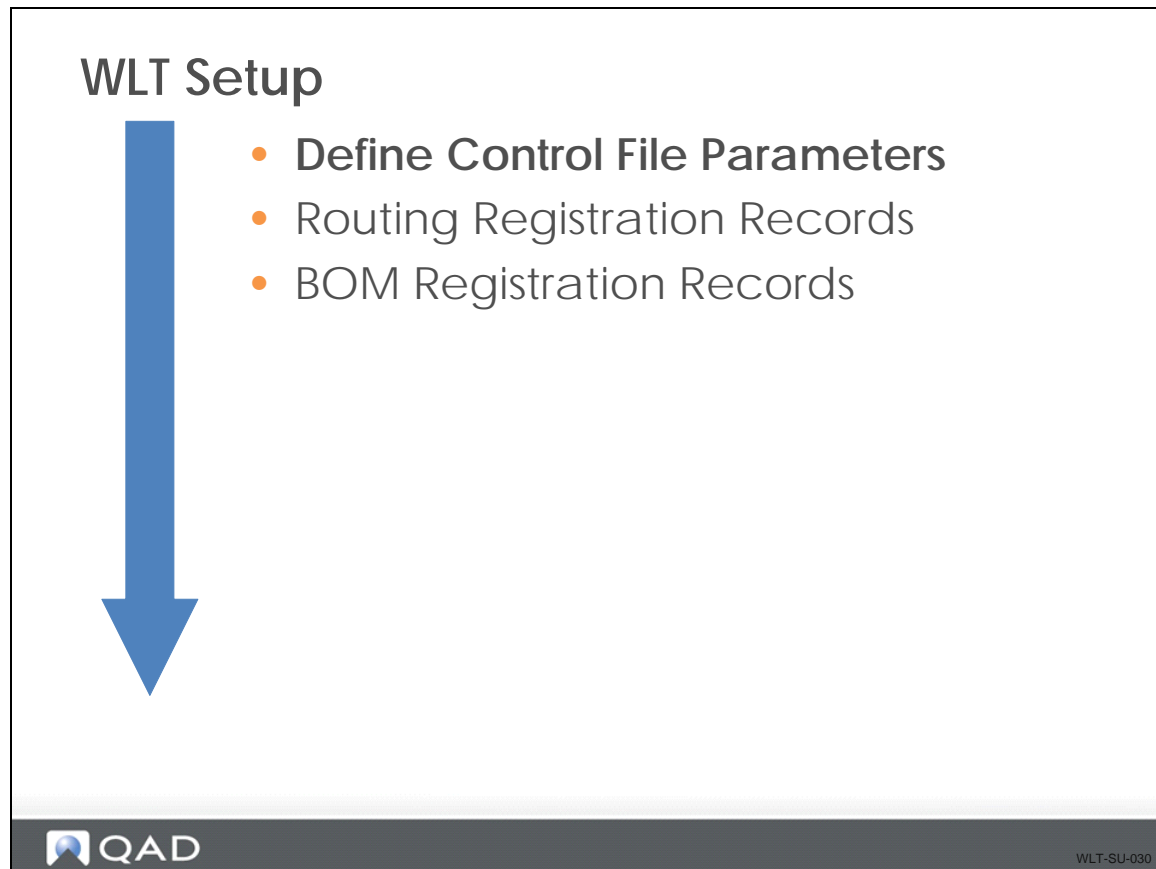 WLT Setup
• Define Control File Parameters
• Routing Registration Records
• BOM Registration Records
QAD
WLT-SU-030